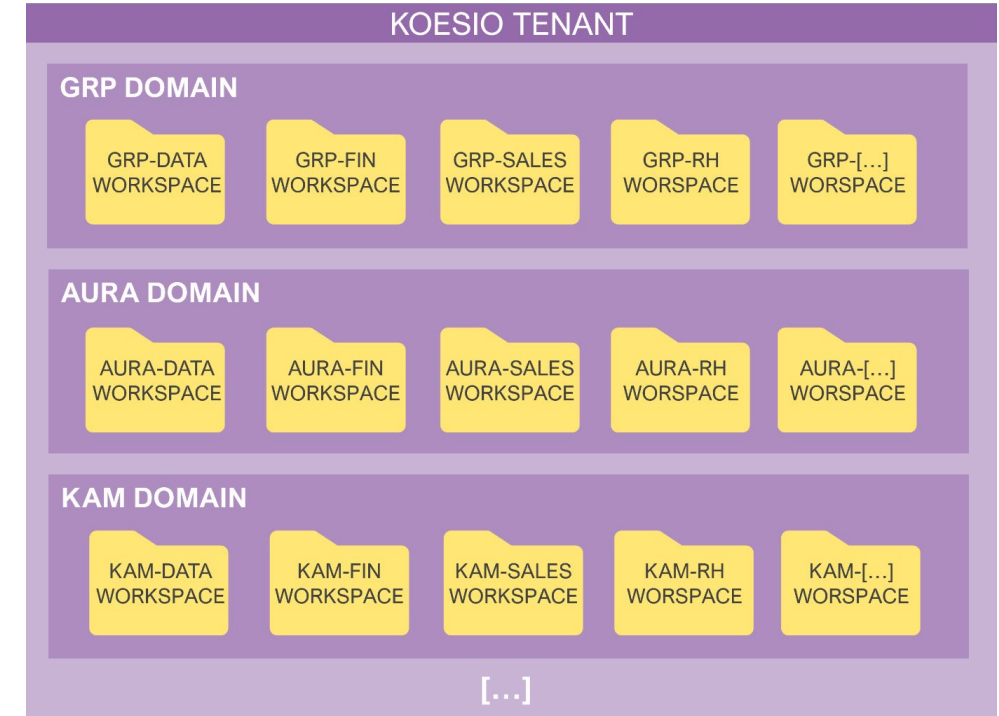 KOESIO TENANT
GRP DOMAIN
GRP-DATA
WORKSPACE
GRP-FIN
WORKSPACE
GRP-SALES
WORKSPACE
GRP-RH
WORSPACE
GRP-[…]
WORSPACE
AURA DOMAIN
AURA-DATA
WORKSPACE
AURA-FIN
WORKSPACE
AURA-SALES
WORKSPACE
AURA-RH
WORSPACE
AURA-[…]
WORSPACE
KAM DOMAIN
KAM-DATA
WORKSPACE
KAM-FIN
WORKSPACE
KAM-SALES
WORKSPACE
KAM-RH
WORSPACE
KAM-[…]
WORSPACE
[…]